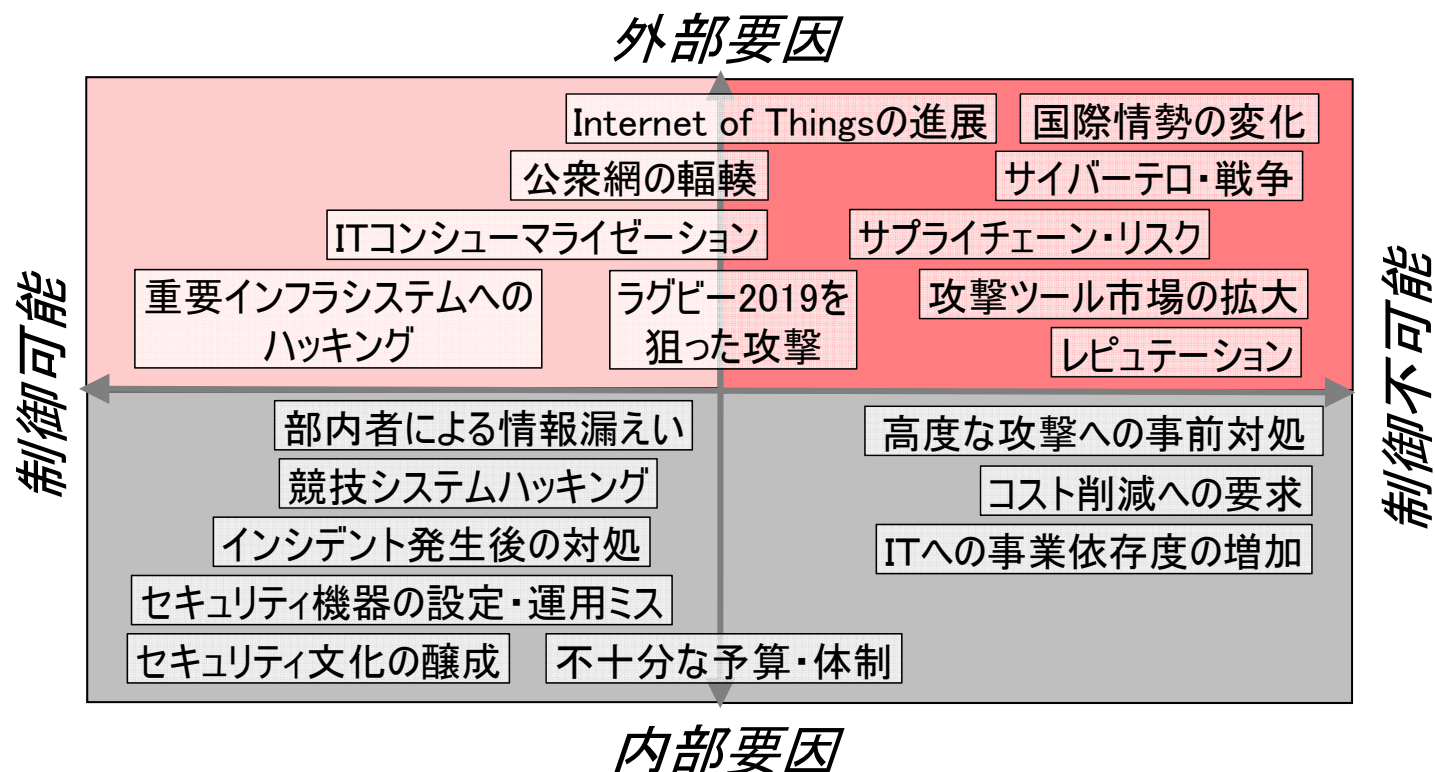 外部要因
Internet of Thingsの進展
国際情勢の変化
公衆網の輻輳
サイバーテロ・戦争
ITコンシューマライゼーション
サプライチェーン・リスク
重要インフラシステムへの
ハッキング
ラグビー2019を
狙った攻撃
攻撃ツール市場の拡大
レピュテーション
制御可能
制御不可能
部内者による情報漏えい
高度な攻撃への事前対処
競技システムハッキング
コスト削減への要求
インシデント発生後の対処
ITへの事業依存度の増加
セキュリティ機器の設定・運用ミス
セキュリティ文化の醸成
不十分な予算・体制
内部要因